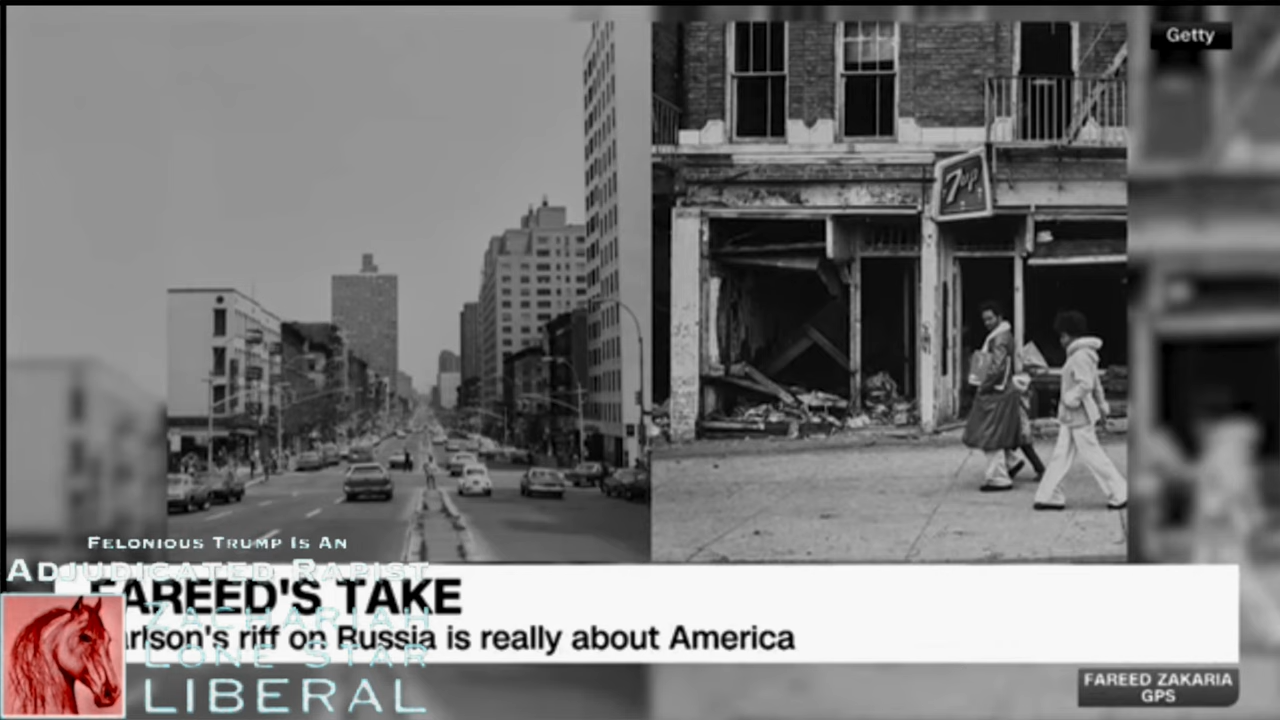 Getty
7up
FELONIOUS TRUMP IS AN
ADJUDICATED RAPIST
FAREED'S TAKE
arlson's riff on Russia is really about America
ZACHARIAH
LONE STAR
LIBERAL
FAREED ZAKARIA
GPS